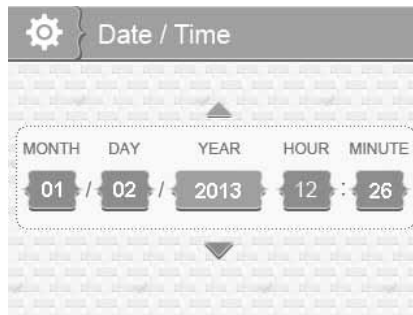 Date / Time
MONTH DAY YEAR HOUR MINUTE
01 / 02 / 2013 12 : 26